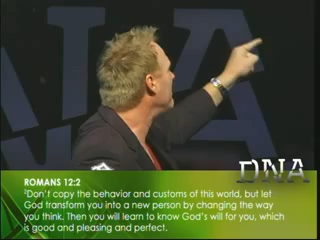 DNA
ROMANS 12:2
²Don't copy the behavior and customs of this world, but let
God transform you into a new person by changing the way
you think. Then you will learn to know God's will for you, which
is good and pleasing and perfect.